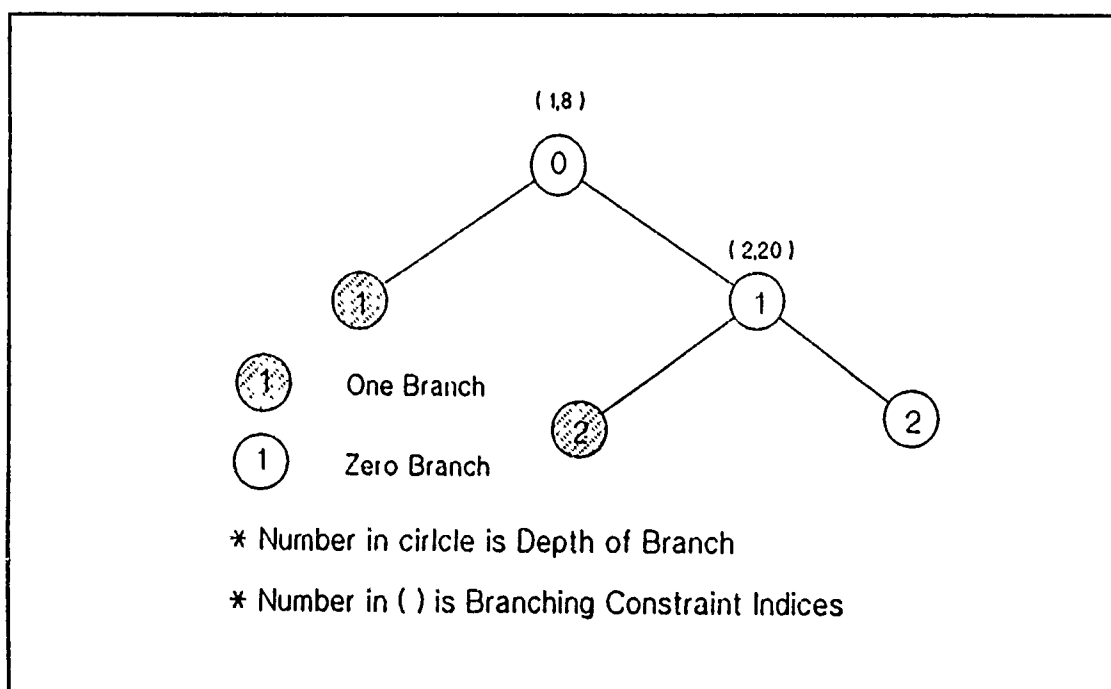 ( 1,8 )
0
( 2,20 )
1
1
1 One Branch
2
2
1 Zero Branch
* Number in cirlcle is Depth of Branch
* Number in ( ) is Branching Constraint Indices